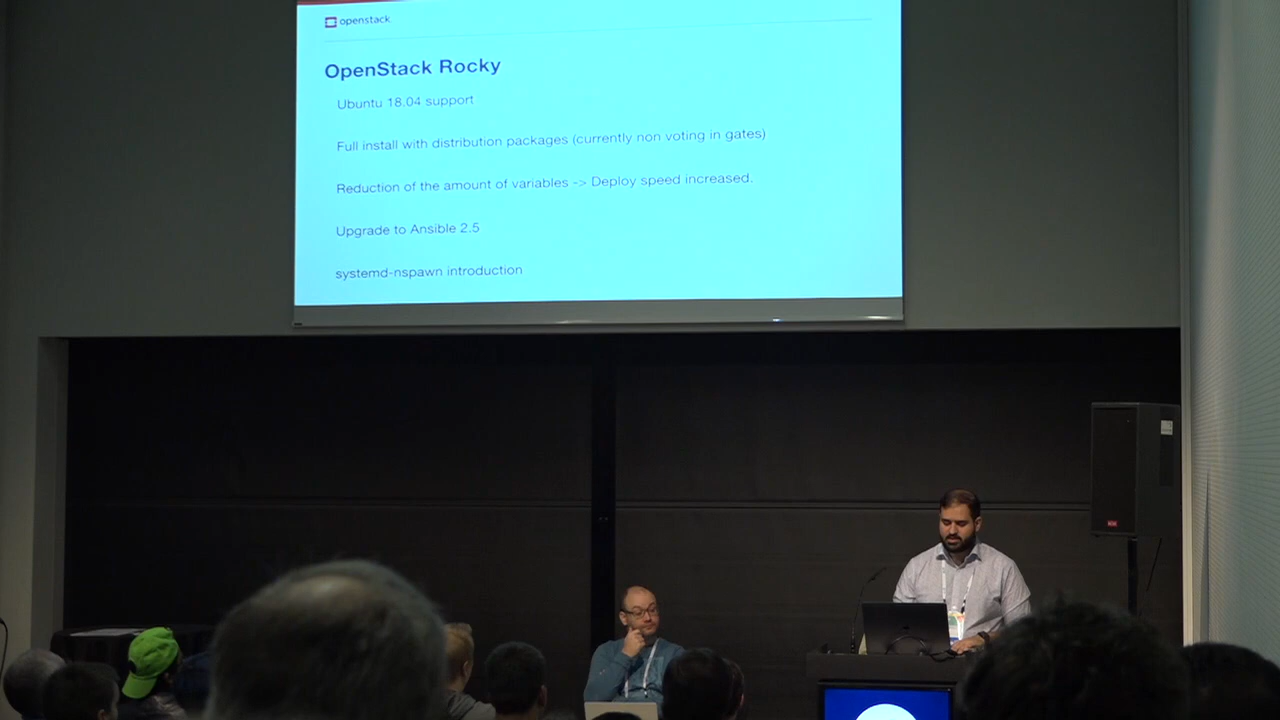 openstack
OpenStack Rocky
Ubuntu 18.04 support
Full install with distribution packages (currently non voting in gates)
Reduction of the amount of variables -> Deploy speed increased.
Upgrade to Ansible 2.5
systemd-nspawn introduction